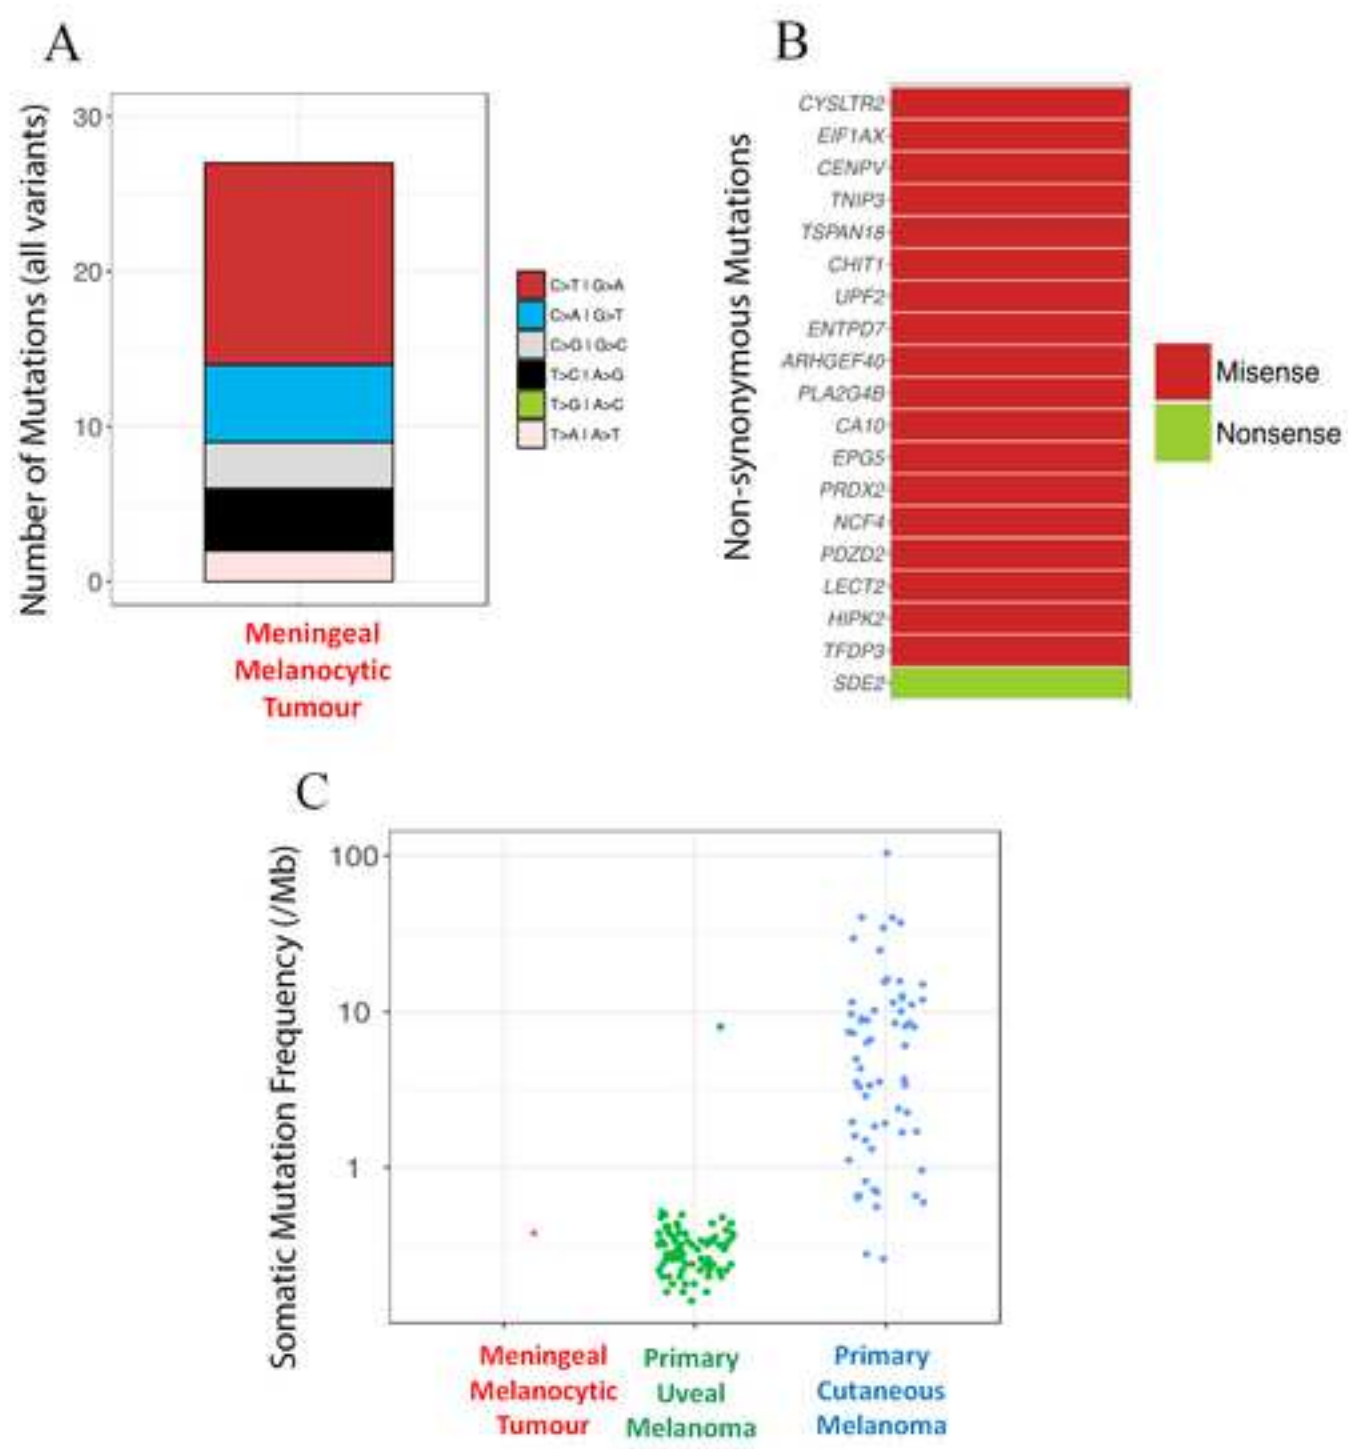 A
Number of Mutations (all variants)
30
20
10
0
Meningeal
Melanocytic
Tumour
C>T | G>A
C>A | G>T
C>G | G>C
T>C | A>G
T>G | A>C
T>A | A>T
B
Non-synonymous Mutations
CYSLTR2
EIF1AX
CENPV
TNIP3
TSPAN18
CHIT1
UPF2
ENTPD7
ARHGEF40
PLA2G4B
CA10
EPG5
PRDX2
NCF4
PDZD2
LECT2
HIPK2
TFDP3
SDE2
Misense
Nonsense
C
Somatic Mutation Frequency (/Mb)
100
10
1
Meningeal
Melanocytic
Tumour
Primary
Uveal
Melanoma
Primary
Cutaneous
Melanoma